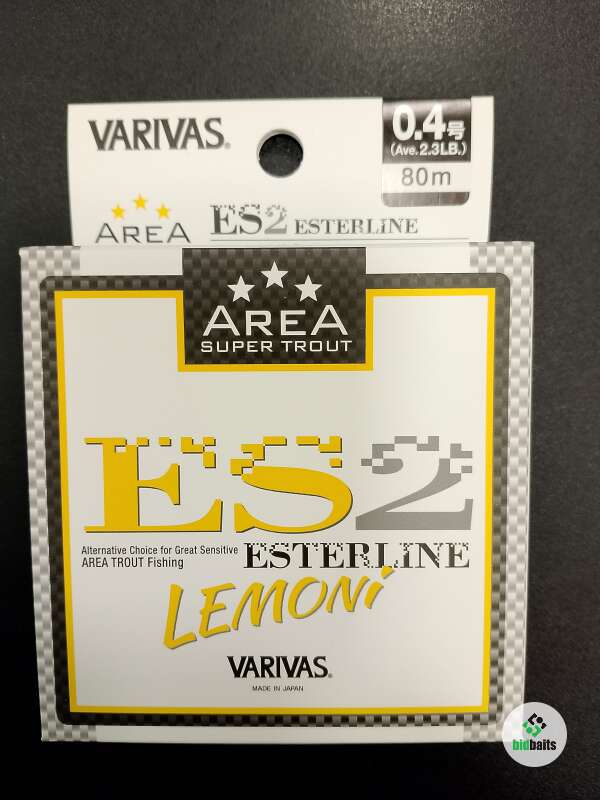 VARIVAS®
0.4号
(Ave. 2.3LB.)
80m
AREA
ES2 ESTERLINE
AREA
SUPER TROUT
ES2
Alternative Choice for Great Sensitive
AREA TROUT Fishing
ESTERLINE
LEMONi
VARIVAS®
MADE IN JAPAN
bidbaits